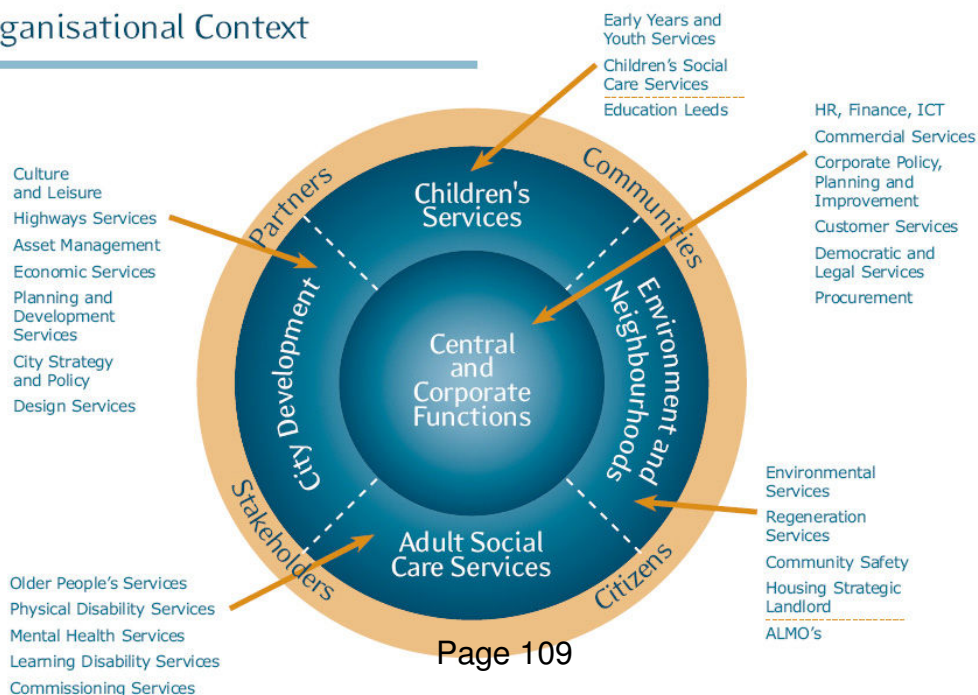 ganisational Context
Early Years and
Youth Services
Children's Social
Care Services
Education Leeds
HR, Finance, ICT
Commercial Services
Corporate Policy,
Planning and
Improvement
Customer Services
Democratic and
Legal Services
Procurement
Culture
and Leisure
Highways Services
Asset Management
Economic Services
Planning and
Development
Services
City Strategy
and Policy
Design Services
Partners
Communities
Children's
Services
City Development
Central
and
Corporate
Functions
Environment and
Neighbourhoods
Adult Social
Care Services
Stakeholders
Citizens
Environmental
Services
Regeneration
Services
Community Safety
Housing Strategic
Landlord
ALMO's
Older People's Services
Physical Disability Services
Mental Health Services
Learning Disability Services
Commissioning Services
Page 109